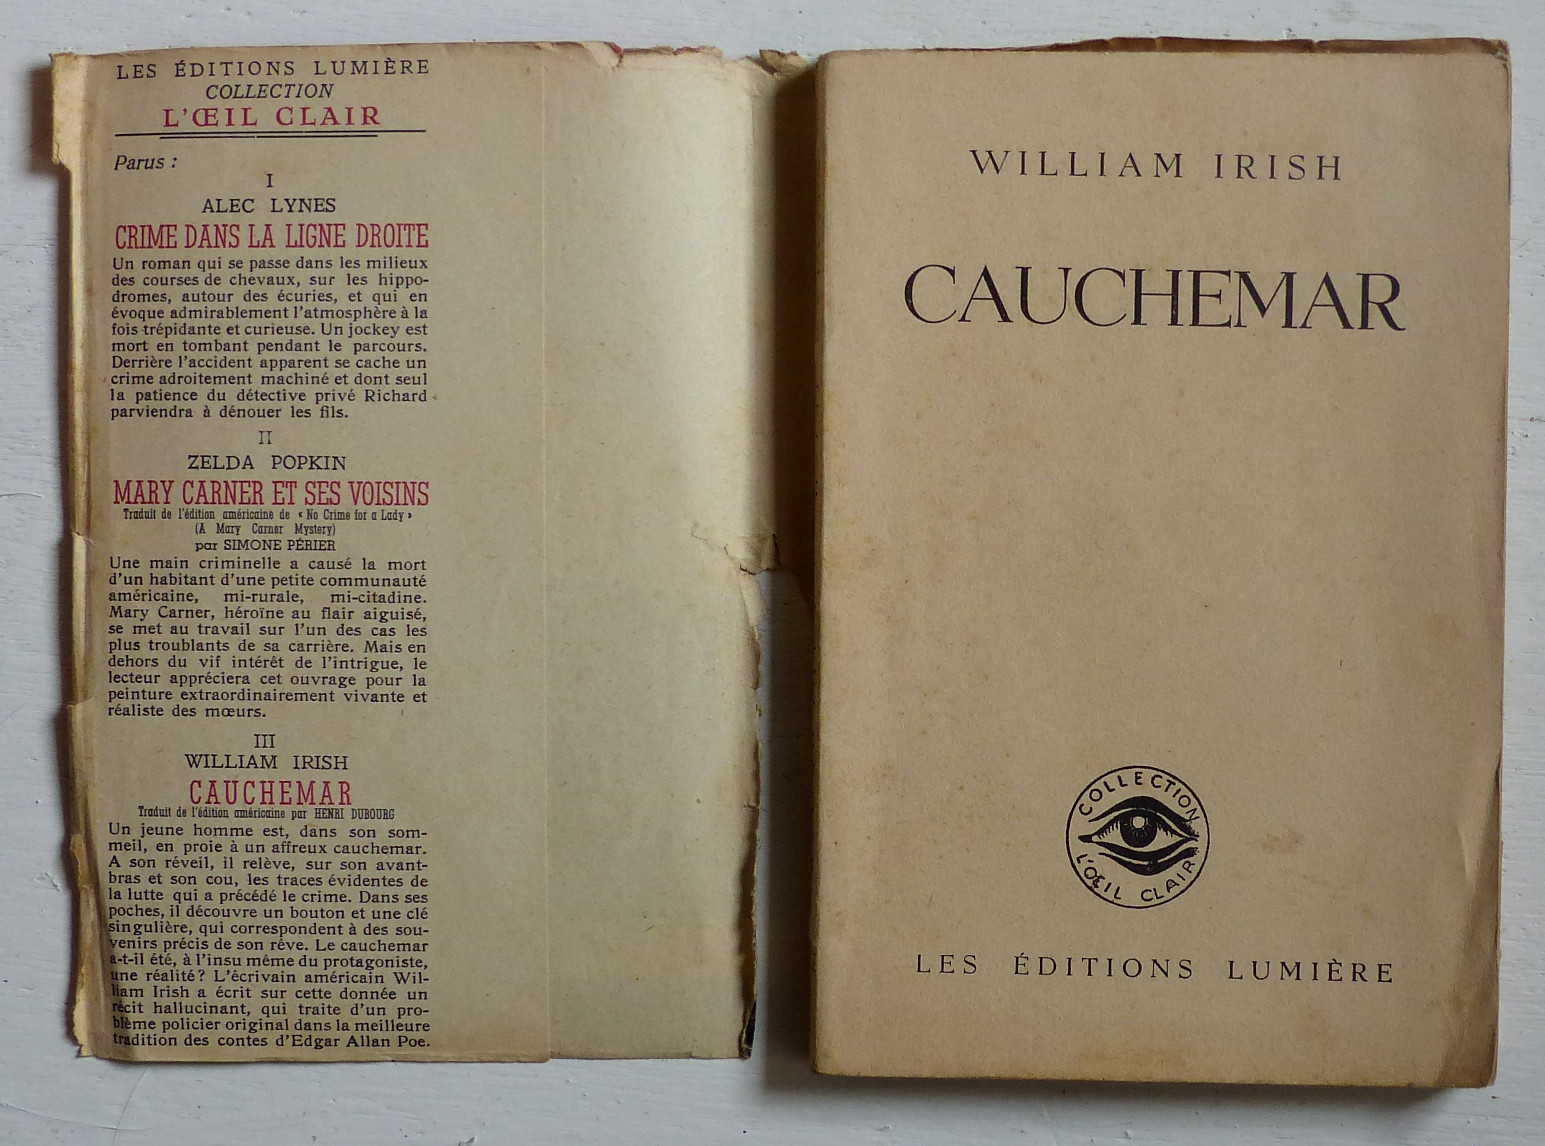 LES ÉDITIONS LUMIÈRE
COLLECTION
L'ŒIL CLAIR
Parus :
I
ALEC LYNES
CRIME DANS LA LIGNE DROITE
Un roman qui se passe dans les milieux
des courses de chevaux, sur les hippo-
dromes, autour des écuries, et qui en
évoque admirablement l'atmosphère à la
fois trépidante et curieuse. Un jockey est
mort en tombant pendant le parcours.
Derrière l'accident apparent se cache un
crime adroitement machiné et dont seul
la patience du détective privé Richard
parviendra à dénouer les fils.
II
ZELDA POPKIN
MARY CARNER ET SES VOISINS
Traduit de l'édition américaine de « No Crime for a Lady »
(A Mary Carner Mystery)
par SIMONE PÉRIER
Une main criminelle a causé la mort
d'un habitant d'une petite communauté
américaine, mi-rurale, mi-citadine.
Mary Carner, héroïne au flair aiguisé,
se met au travail sur l'un des cas les
plus troublants de sa carrière. Mais en
dehors du vif intérêt de l'intrigue, le
lecteur appréciera cet ouvrage pour la
peinture extraordinairement vivante et
réaliste des mœurs.
III
WILLIAM IRISH
CAUCHEMAR
Traduit de l'édition américaine par HENRI DUBOURG
Un jeune homme est, dans son som-
meil, en proie à un affreux cauchemar.
A son réveil, il relève, sur son avant-
bras et son cou, les traces évidentes de
la lutte qui a précédé le crime. Dans ses
poches, il découvre un bouton et une clé
singulière, qui correspondent à des sou-
venirs précis de son rêve. Le cauchemar
a-t-il été, à l'insu même du protagoniste,
une réalité? L'écrivain américain Wil-
liam Irish a écrit sur cette donnée un
récit hallucinant, qui traite d'un pro-
blème policier original dans la meilleure
tradition des contes d'Edgar Allan Poe.
WILLIAM IRISH
CAUCHEMAR
COLLECTION
L'ŒIL CLAIR
LES ÉDITIONS LUMIÈRE